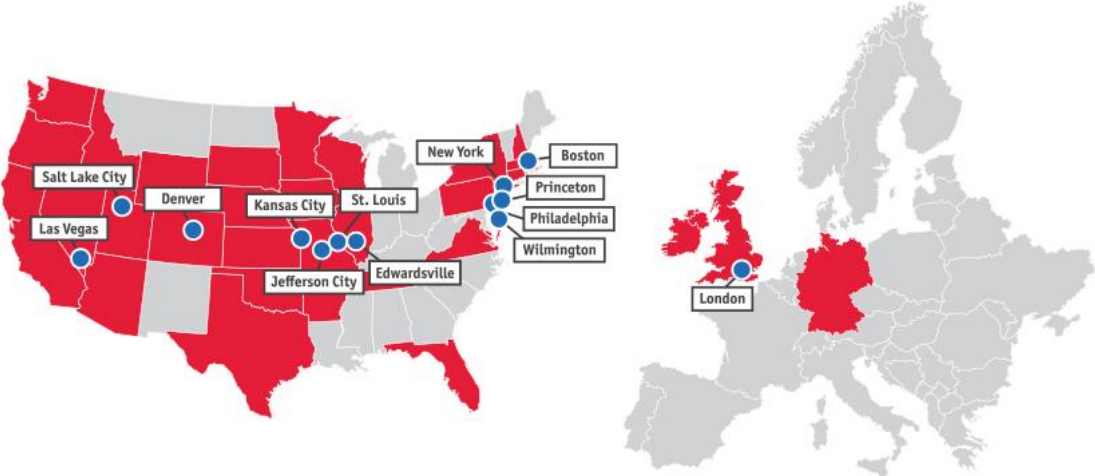 New York
Boston
Salt Lake City
Denver
Kansas City
St. Louis
Princeton
Las Vegas
Philadelphia
Jefferson City
Edwardsville
Wilmington
London